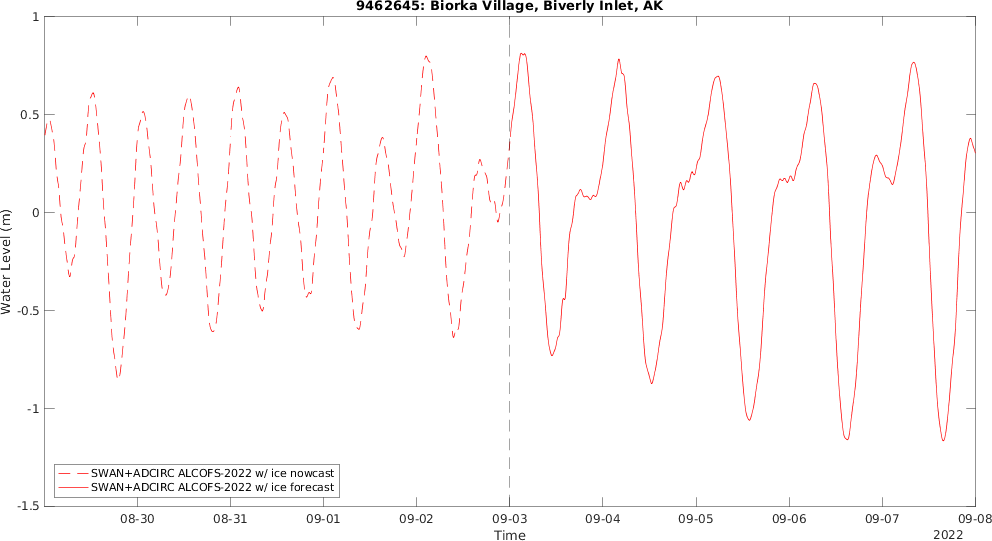 9462645: Biorka Village, Biverly Inlet, AK
1
0.5
0
-0.5
-1
-1.5
Water Level (m)
SWAN+ADCIRC ALCOFS-2022 w/ ice nowcast
SWAN+ADCIRC ALCOFS-2022 w/ ice forecast
08-30 08-31 09-01 09-02 09-03 09-04 09-05 09-06 09-07 09-08
Time
2022